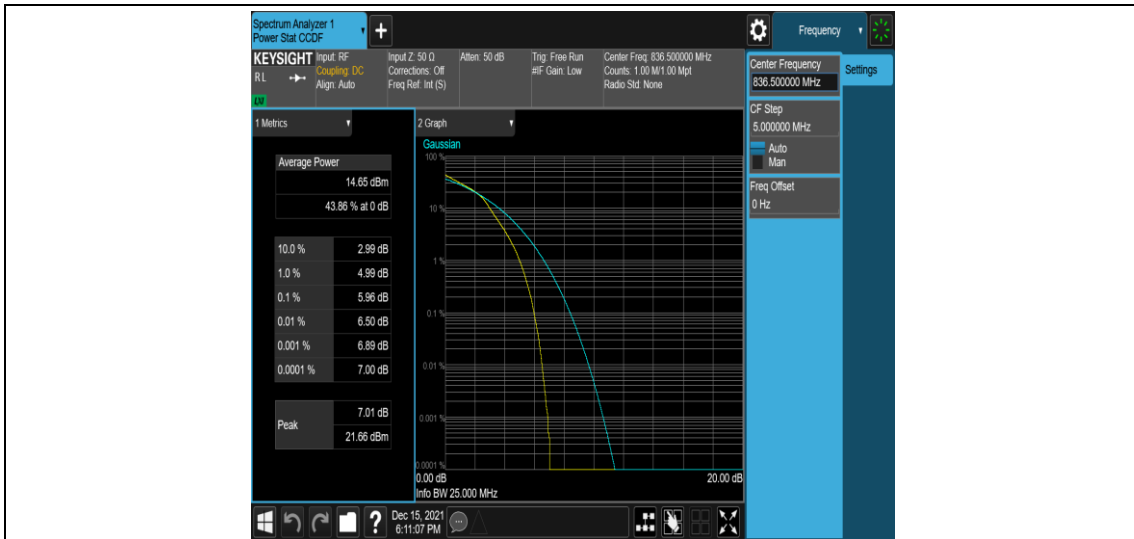 Spectrum Analyzer 1
Power Stat CCDF
Frequency
KEYSIGHT
RL
LXI
Input: RF
Coupling: DC
Align: Auto
Input Z: 50 Ω
Corrections: Off
Freq Ref: Int (S)
Atten: 50 dB
Trig: Free Run
#IF Gain: Low
Center Freq: 836.500000 MHz
Counts: 1.00 M/1.00 Mpt
Radio Std: None
Center Frequency
836.500000 MHz
Settings
CF Step
5.000000 MHz
Auto
Man
Freq Offset
0 Hz
1 Metrics
Average Power
14.65 dBm
43.86 % at 0 dB
10.0 % 2.99 dB
1.0 % 4.99 dB
0.1 % 5.96 dB
0.01 % 6.50 dB
0.001 % 6.89 dB
0.0001 % 7.00 dB
Peak
7.01 dB
21.66 dBm
2 Graph
Gaussian
100 %
10 %
1 %
0.1 %
0.01 %
0.001 %
0.0001 %
0.00 dB 20.00 dB
Info BW 25.000 MHz
Dec 15, 2021
6:11:07 PM